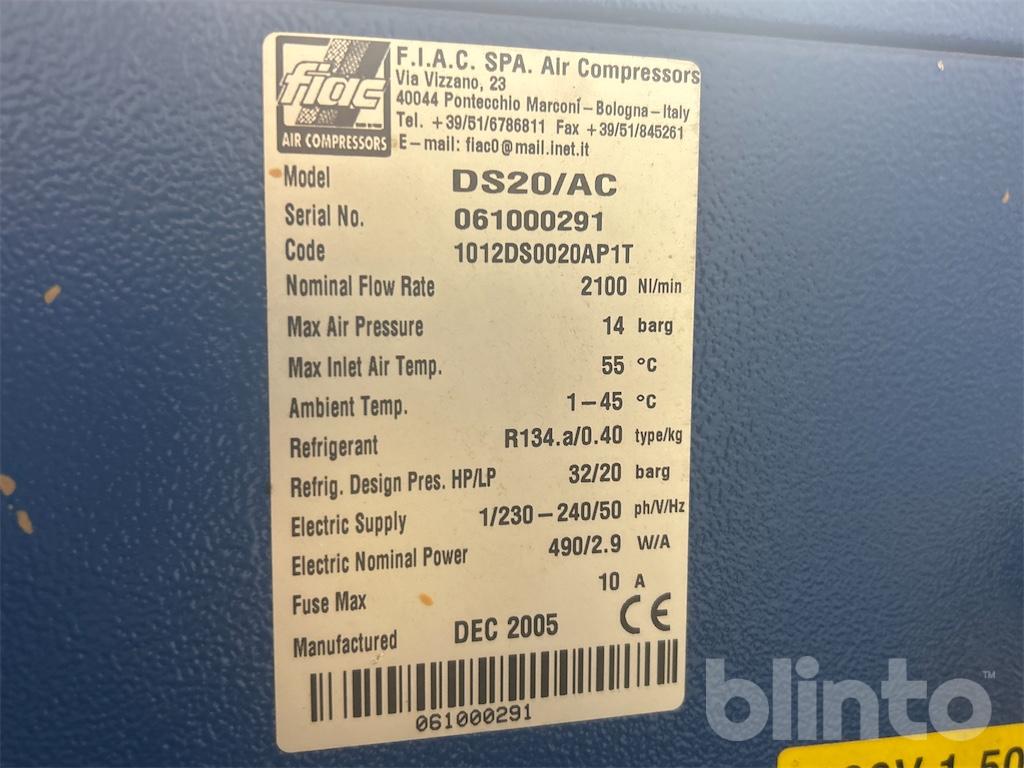 fiac
AIR COMPRESSORS
F.I.A.C. SPA. Air Compressors
Via Vizzano, 23
40044 Pontecchio Marconi – Bologna – Italy
Tel. +39/51/6786811 Fax +39/51/845261
E – mail: fiac0@mail.inet.it
Model DS20/AC
Serial No. 061000291
Code 1012DS0020AP1T
Nominal Flow Rate 2100 Nl/min
Max Air Pressure 14 barg
Max Inlet Air Temp. 55 °C
Ambient Temp. 1–45 °C
Refrigerant R134.a/0.40 type/kg
Refrig. Design Pres. HP/LP 32/20 barg
Electric Supply 1/230–240/50 ph/V/Hz
Electric Nominal Power 490/2.9 W/A
Fuse Max 10 A
Manufactured DEC 2005 CE
061000291
blinto™
V 1 50